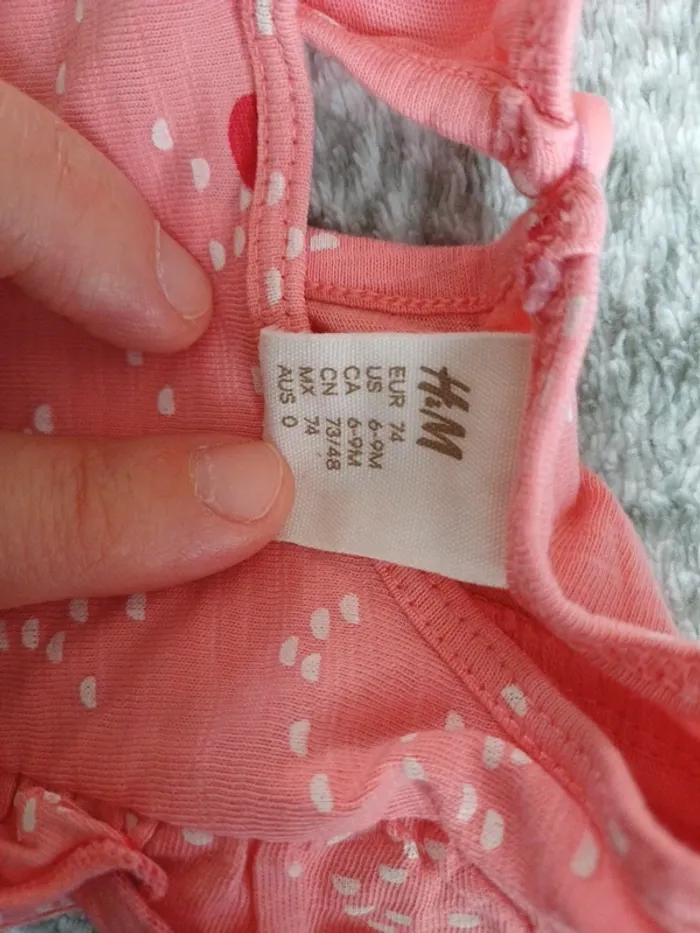 H&M
EUR 74
US 6-9M
CA 6-9M
CN 73/48
MX 74
AUS 0